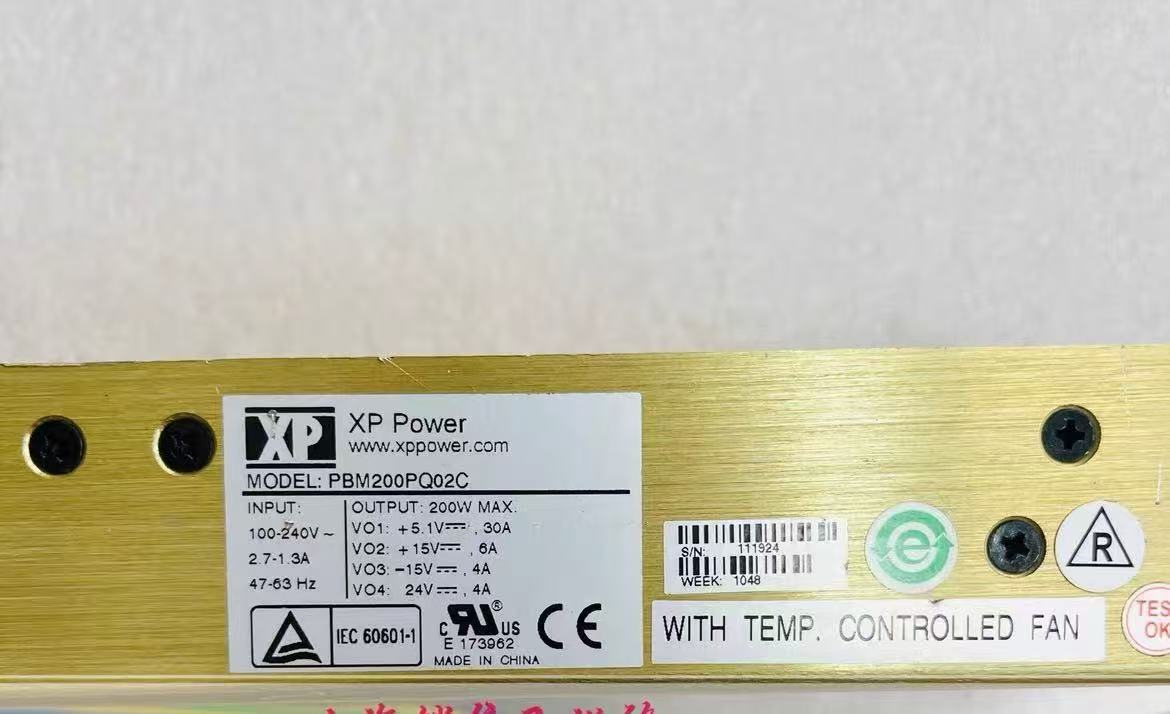 XP
XP Power
www.xppower.com
MODEL: PBM200PQ02C
INPUT:
100-240V ~
2.7-1.3A
47-63 Hz
OUTPUT: 200W MAX.
VO1: +5.1V⎓, 30A
VO2: +15V⎓, 6A
VO3: -15V⎓, 4A
VO4: 24V⎓, 4A
IEC 60601-1
c RU® US
E 173962
MADE IN CHINA
CE
S/N: 111924
WEEK: 1048
e
R
WITH TEMP. CONTROLLED FAN
TES
OK